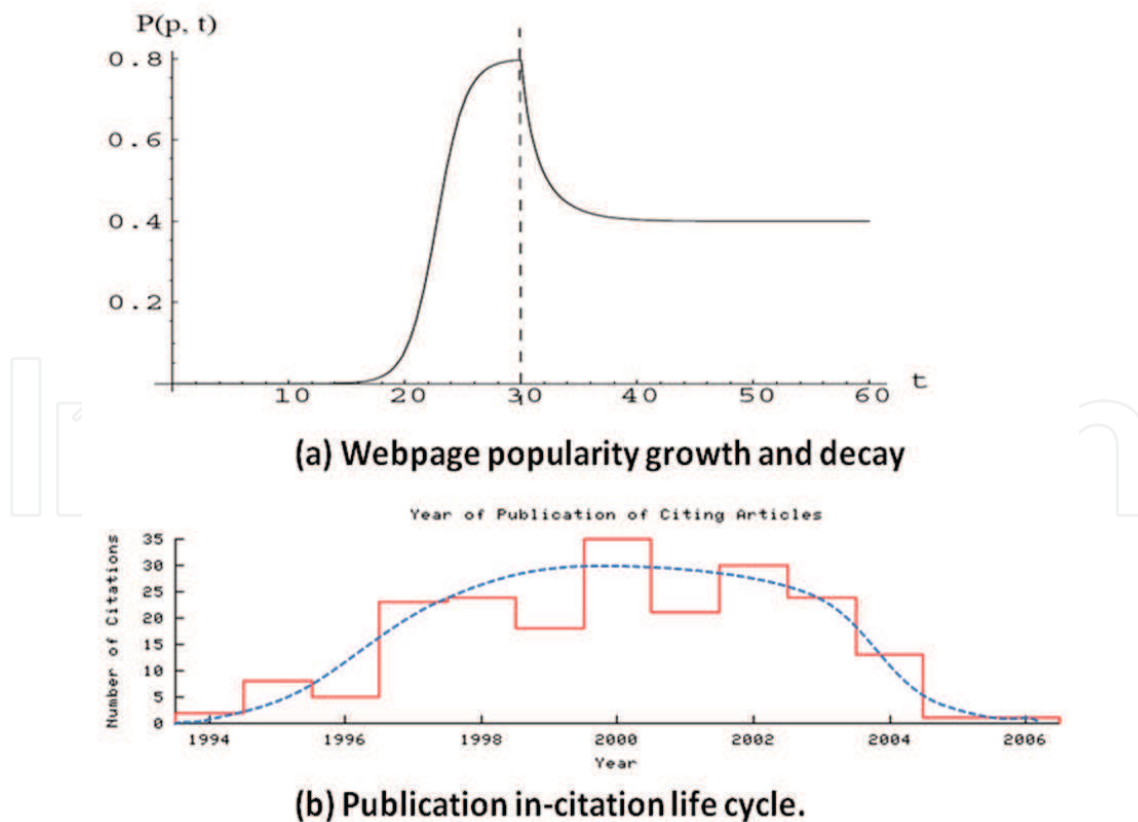 P(p, t)
0.8
0.6
0.4
0.2
10 20 30 40 50 60 t
(a) Webpage popularity growth and decay
Year of Publication of Citing Articles
Number of Citations
35
30
25
20
15
10
5
0
1994 1996 1998 2000 2002 2004 2006
Year
(b) Publication in-citation life cycle.